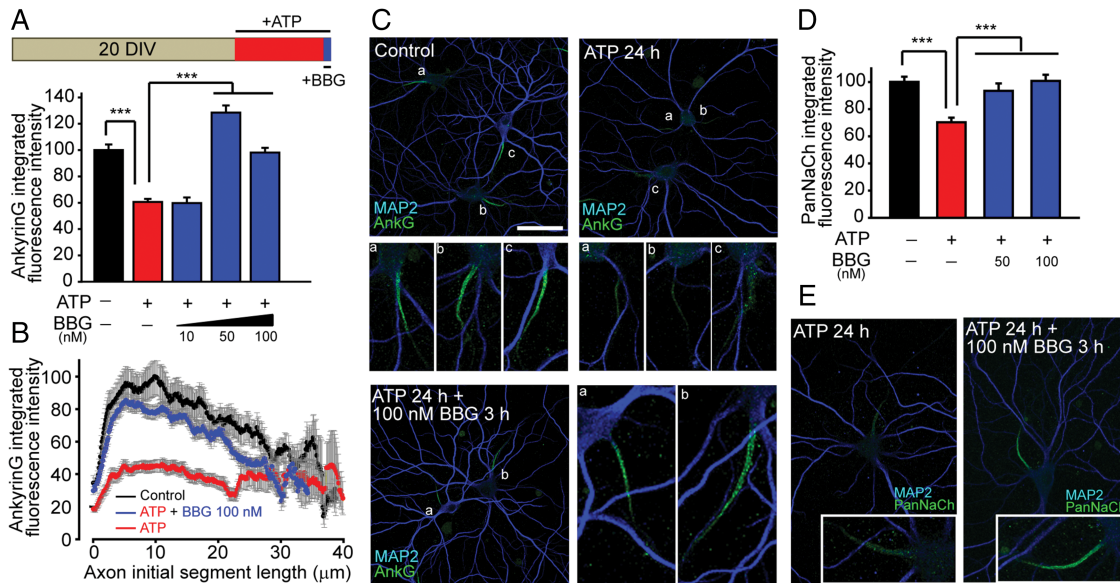 A
+ATP
20 DIV
+BBG
AnkyrinG integrated
fluorescence intensity
140
120
100
80
60
40
20
0
***
***
ATP
— + + + +
BBG
(nM)
— — 10 50 100
B
AnkyrinG integrated
fluorescence intensity
100
80
60
40
20
0
Control
ATP + BBG 100 nM
ATP
0 10 20 30 40
Axon initial segment length (μm)
C
Control
a
c
b
MAP2
AnkG
ATP 24 h
a
b
c
MAP2
AnkG
a b c
a b c
ATP 24 h +
100 nM BBG 3 h
b
a
MAP2
AnkG
a b
D
PanNaCh integrated
fluorescence intensity
120
100
80
60
40
20
0
***
***
ATP
— + + +
BBG
(nM)
— — 50 100
E
ATP 24 h
MAP2
PanNaCh
ATP 24 h +
100 nM BBG 3 h
MAP2
PanNaCh